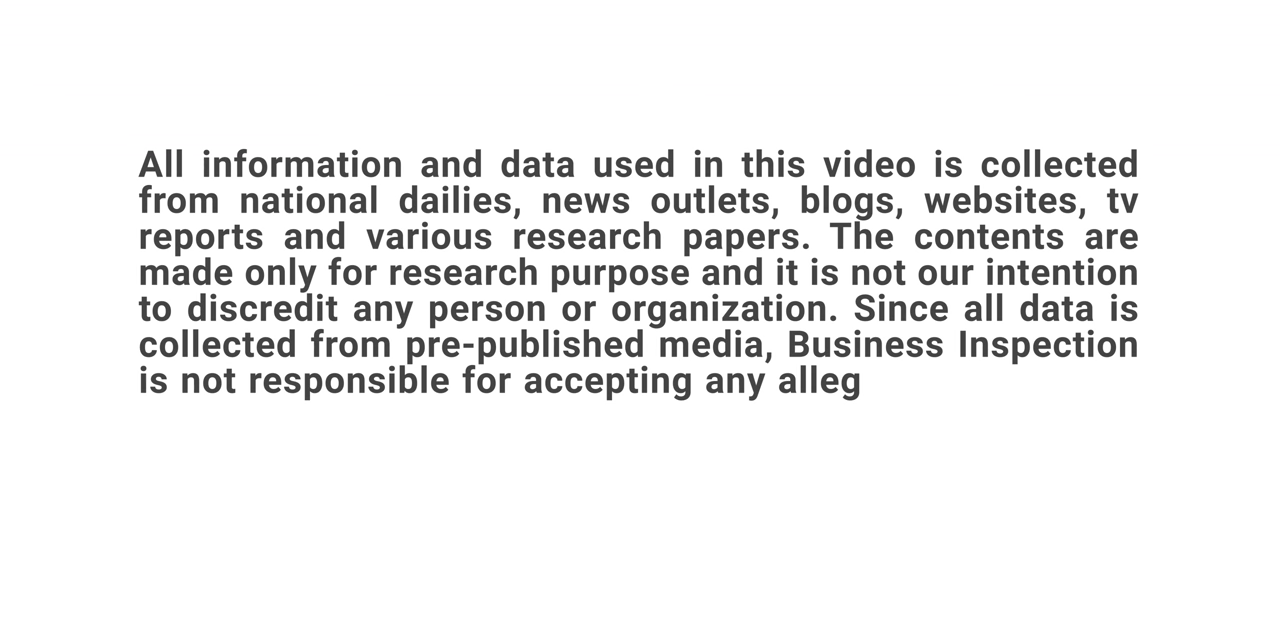 All information and data used in this video is collected
from national dailies, news outlets, blogs, websites, tv
reports and various research papers. The contents are
made only for research purpose and it is not our intention
to discredit any person or organization. Since all data is
collected from pre-published media, Business Inspection
is not responsible for accepting any alleg